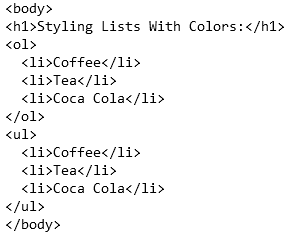 <body>
<h1>Styling Lists With Colors:</h1>
<ol>
  <li>Coffee</li>
  <li>Tea</li>
  <li>Coca Cola</li>
</ol>
<ul>
  <li>Coffee</li>
  <li>Tea</li>
  <li>Coca Cola</li>
</ul>
</body>